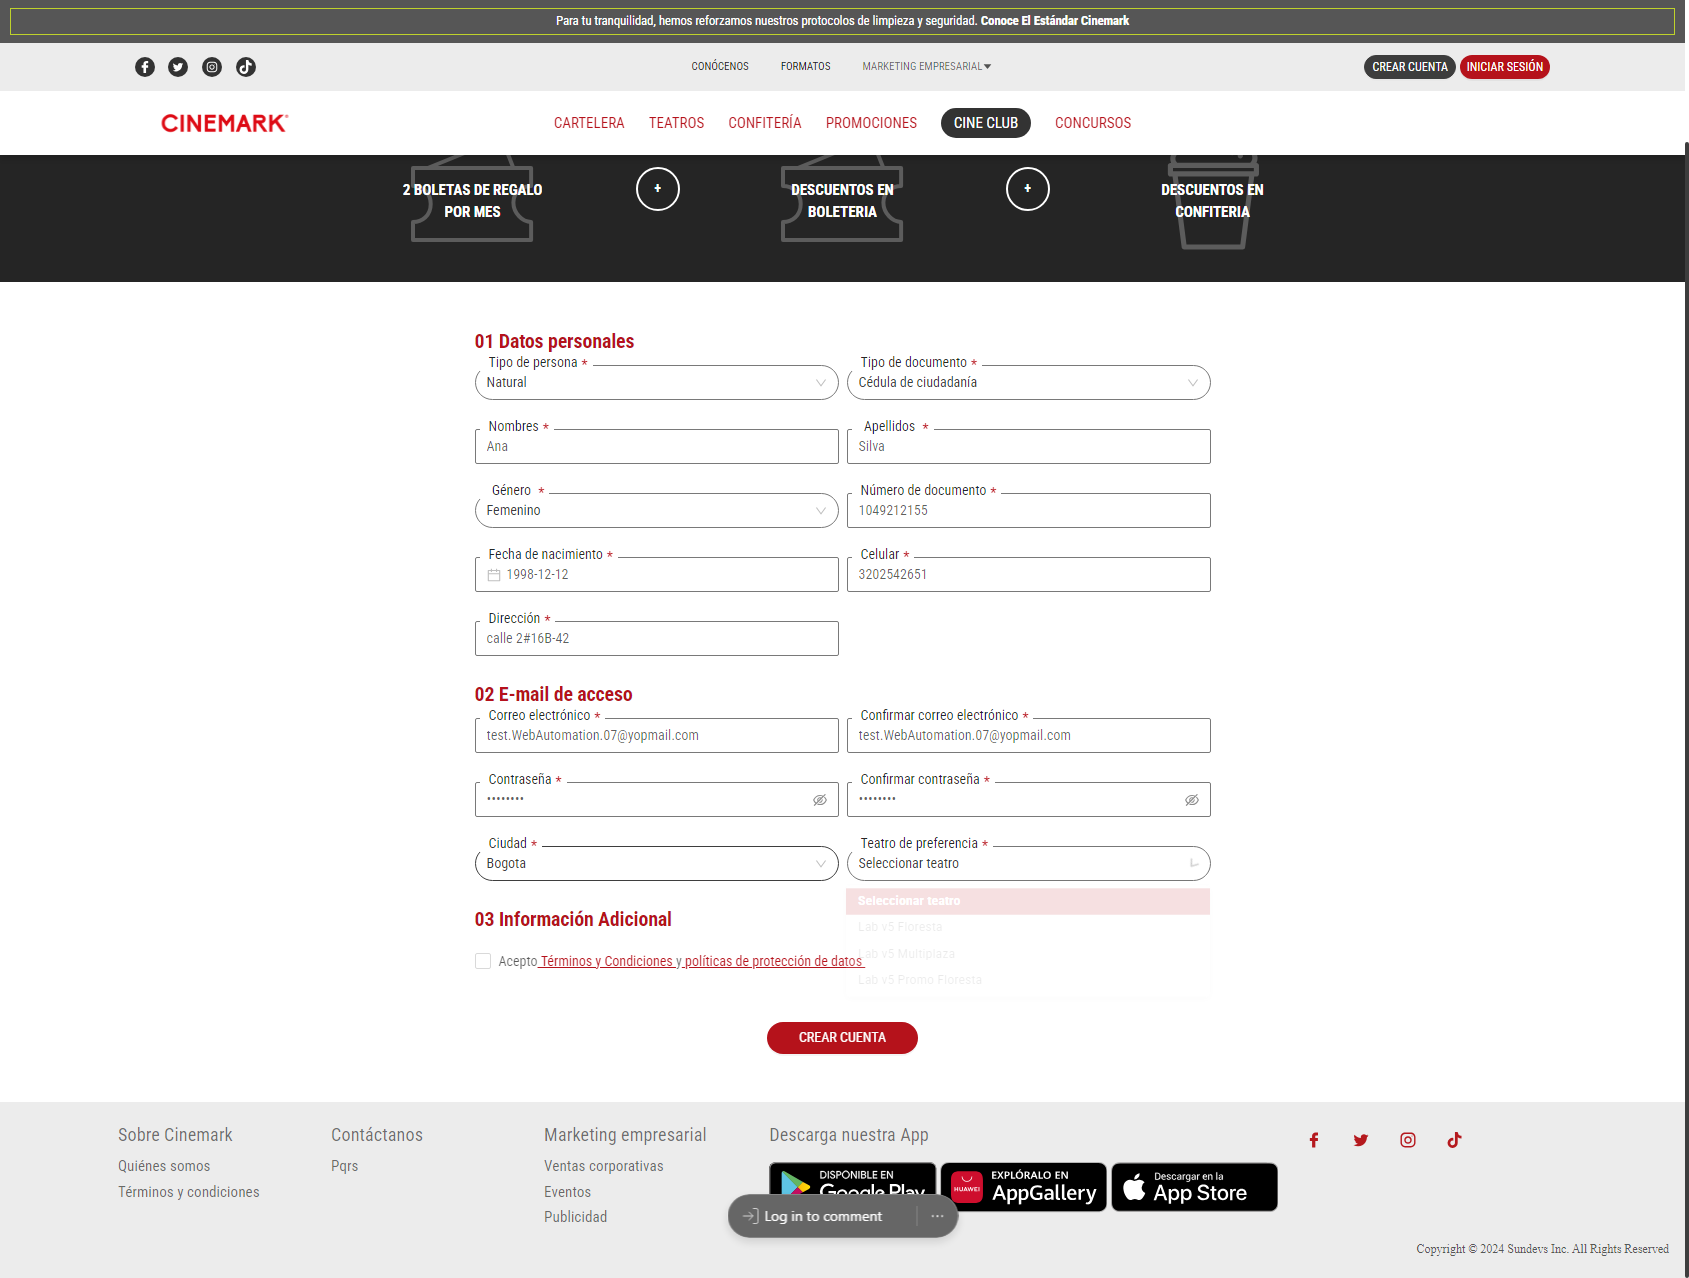 Para tu tranquilidad, hemos reforzamos nuestros protocolos de limpieza y seguridad. Conoce El Estándar Cinemark
CONÓCENOS FORMATOS MARKETING EMPRESARIAL CREAR CUENTA INICIAR SESIÓN
CINEMARK CARTELERA TEATROS CONFITERÍA PROMOCIONES CINE CLUB CONCURSOS
2 BOLETAS DE REGALO POR MES + DESCUENTOS EN BOLETERIA + DESCUENTOS EN CONFITERIA
01 Datos personales
Tipo de persona * Tipo de documento *
Natural Cédula de ciudadanía
Nombres * Apellidos *
Ana Silva
Género * Número de documento *
Femenino 1049212155
Fecha de nacimiento * Celular *
1998-12-12 3202542651
Dirección *
calle 2#16B-42
02 E-mail de acceso
Correo electrónico * Confirmar correo electrónico *
test.WebAutomation.07@yopmail.com test.WebAutomation.07@yopmail.com
Contraseña * Confirmar contraseña *
•••••••• ••••••••
Ciudad * Teatro de preferencia *
Bogota Seleccionar teatro
Seleccionar teatro
Lab v5 Fioresta
Lab v5 Multiplaza
Lab v5 Promo Fioresta
03 Información Adicional
Acepto Términos y Condiciones y políticas de protección de datos.
CREAR CUENTA
Sobre Cinemark Contáctanos Marketing empresarial Descarga nuestra App
Quiénes somos Pqrs Ventas corporativas
Términos y condiciones Eventos
Publicidad
DISPONIBLE EN
Google Play
HUAWEI
EXPLÓRALO EN
AppGallery
Descargar en la
App Store
Log in to comment ...
Copyright © 2024 Sundevs Inc. All Rights Reserved